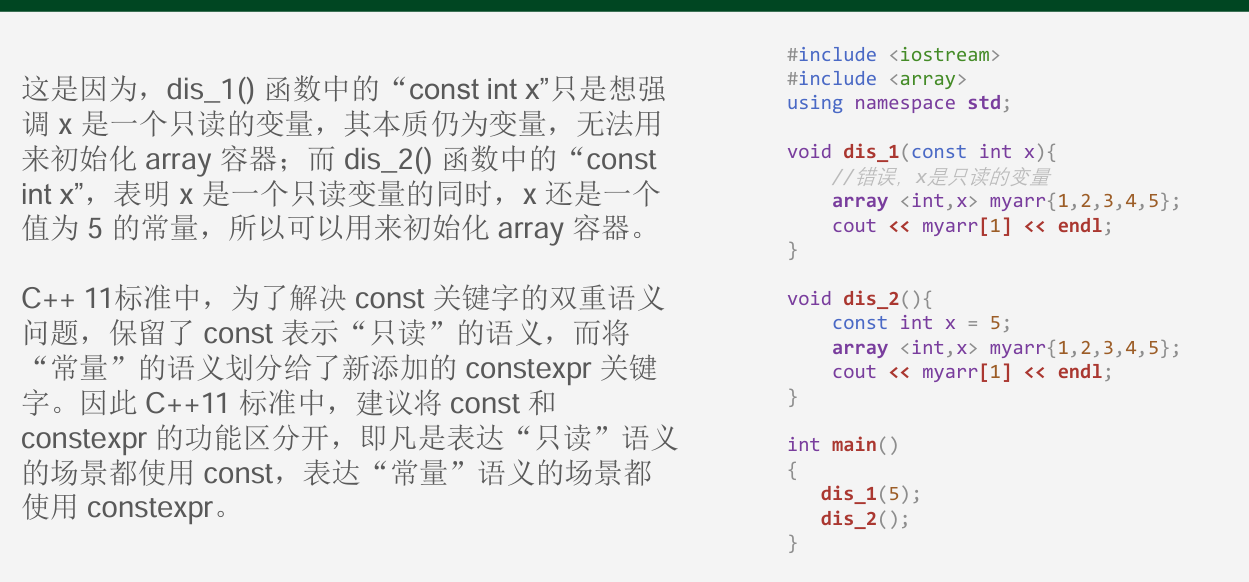 这是因为，dis_1() 函数中的“const int x”只是想强
调 x 是一个只读的变量，其本质仍为变量，无法用
来初始化 array 容器；而 dis_2() 函数中的“const
int x”，表明 x 是一个只读变量的同时，x 还是一个
值为 5 的常量，所以可以用来初始化 array 容器。
C++ 11标准中，为了解决 const 关键字的双重语义
问题，保留了 const 表示“只读”的语义，而将
“常量”的语义划分给了新添加的 constexpr 关键
字。因此 C++11 标准中，建议将 const 和
constexpr 的功能区分开，即凡是表达“只读”语义
的场景都使用 const，表达“常量”语义的场景都
使用 constexpr。
#include <iostream>
#include <array>
using namespace std;
void dis_1(const int x){
//错误，x是只读的变量
array <int,x> myarr{1,2,3,4,5};
cout << myarr[1] << endl;
}
void dis_2(){
const int x = 5;
array <int,x> myarr{1,2,3,4,5};
cout << myarr[1] << endl;
}
int main()
{
dis_1(5);
dis_2();
}